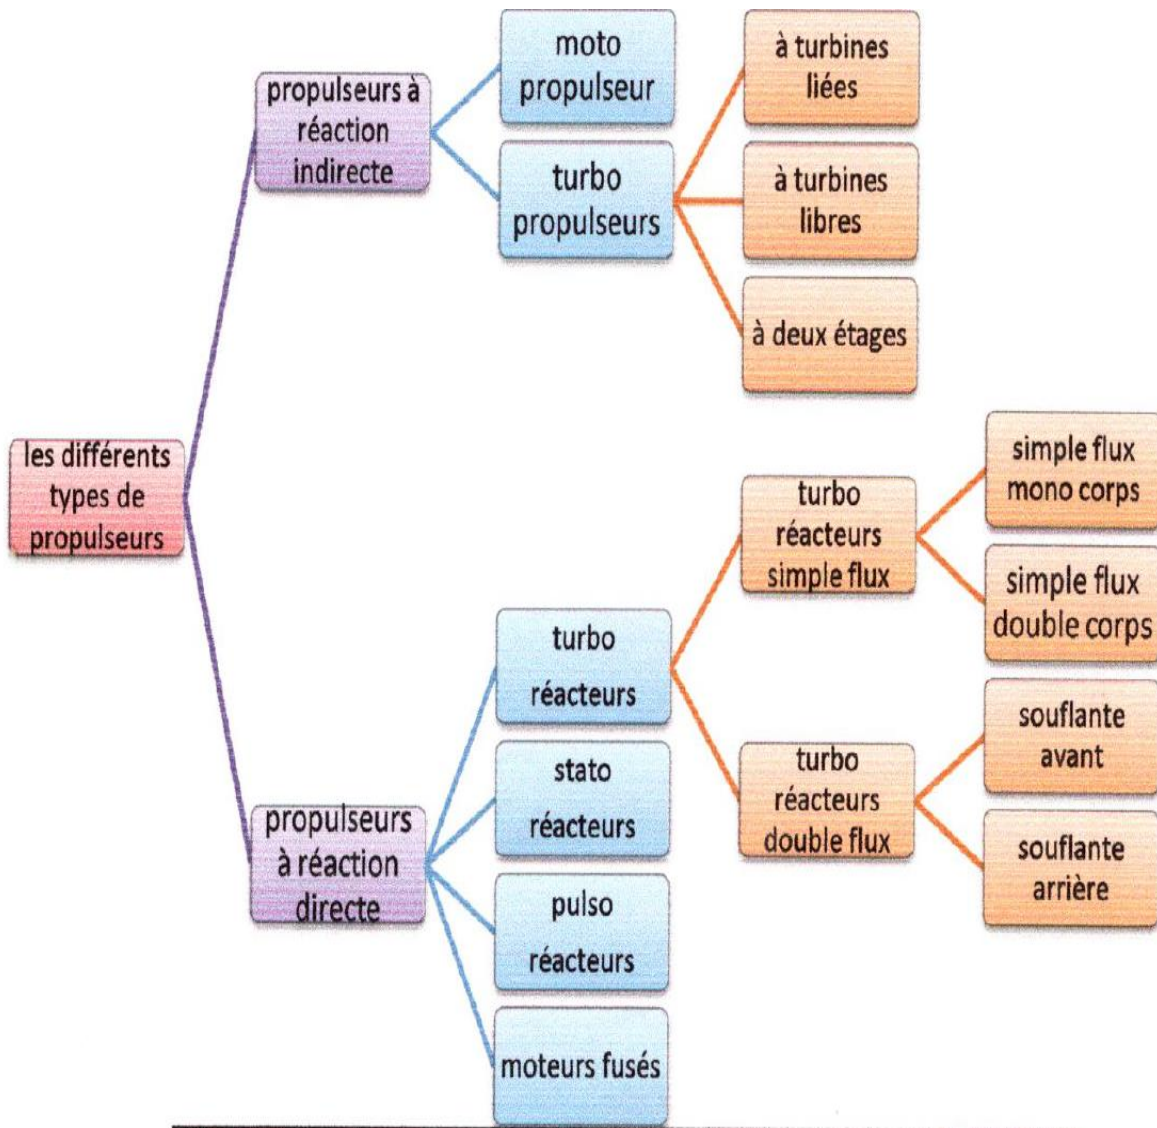 les différents
types de
propulseurs
propulseurs à
réaction
indirecte
moto
propulseur
turbo
propulseurs
à turbines
liées
à turbines
libres
à deux étages
propulseurs
à réaction
directe
turbo
réacteurs
turbo
réacteurs
simple flux
simple flux
mono corps
simple flux
double corps
turbo
réacteurs
double flux
souflante
avant
souflante
arrière
stato
réacteurs
pulso
réacteurs
moteurs fusés